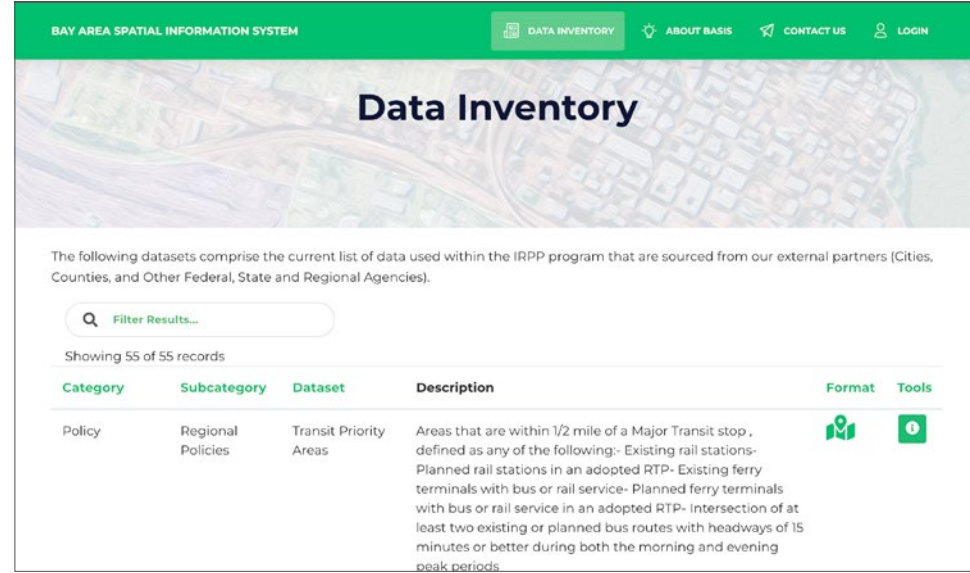 BAY AREA SPATIAL INFORMATION SYSTEM DATA INVENTORY ABOUT BASIS CONTACT US LOGIN
Data Inventory
The following datasets comprise the current list of data used within the IRPP program that are sourced from our external partners (Cities,
Counties, and Other Federal, State and Regional Agencies).
Filter Results...
Showing 55 of 55 records
Category Subcategory Dataset Description Format Tools
Policy
Regional
Policies
Transit Priority
Areas
Areas that are within 1/2 mile of a Major Transit stop ,
defined as any of the following:- Existing rail stations-
Planned rail stations in an adopted RTP- Existing ferry
terminals with bus or rail service- Planned ferry terminals
with bus or rail service in an adopted RTP- Intersection of at
least two existing or planned bus routes with headways of 15
minutes or better during both the morning and evening
peak periods